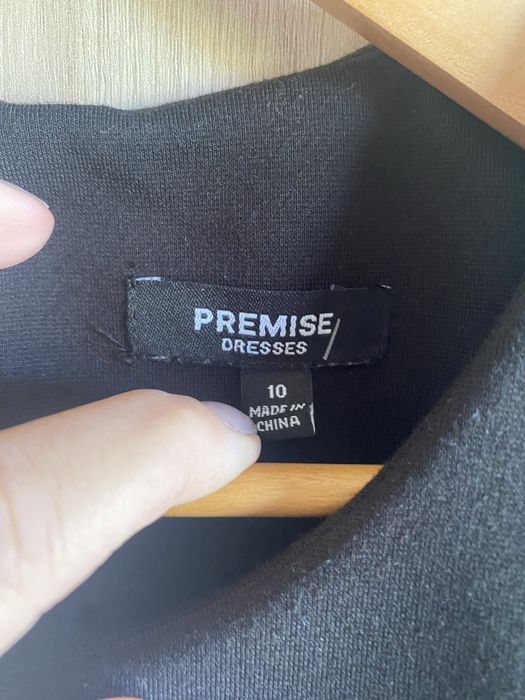 PREMISE/
DRESSES
10
MADE IN
CHINA